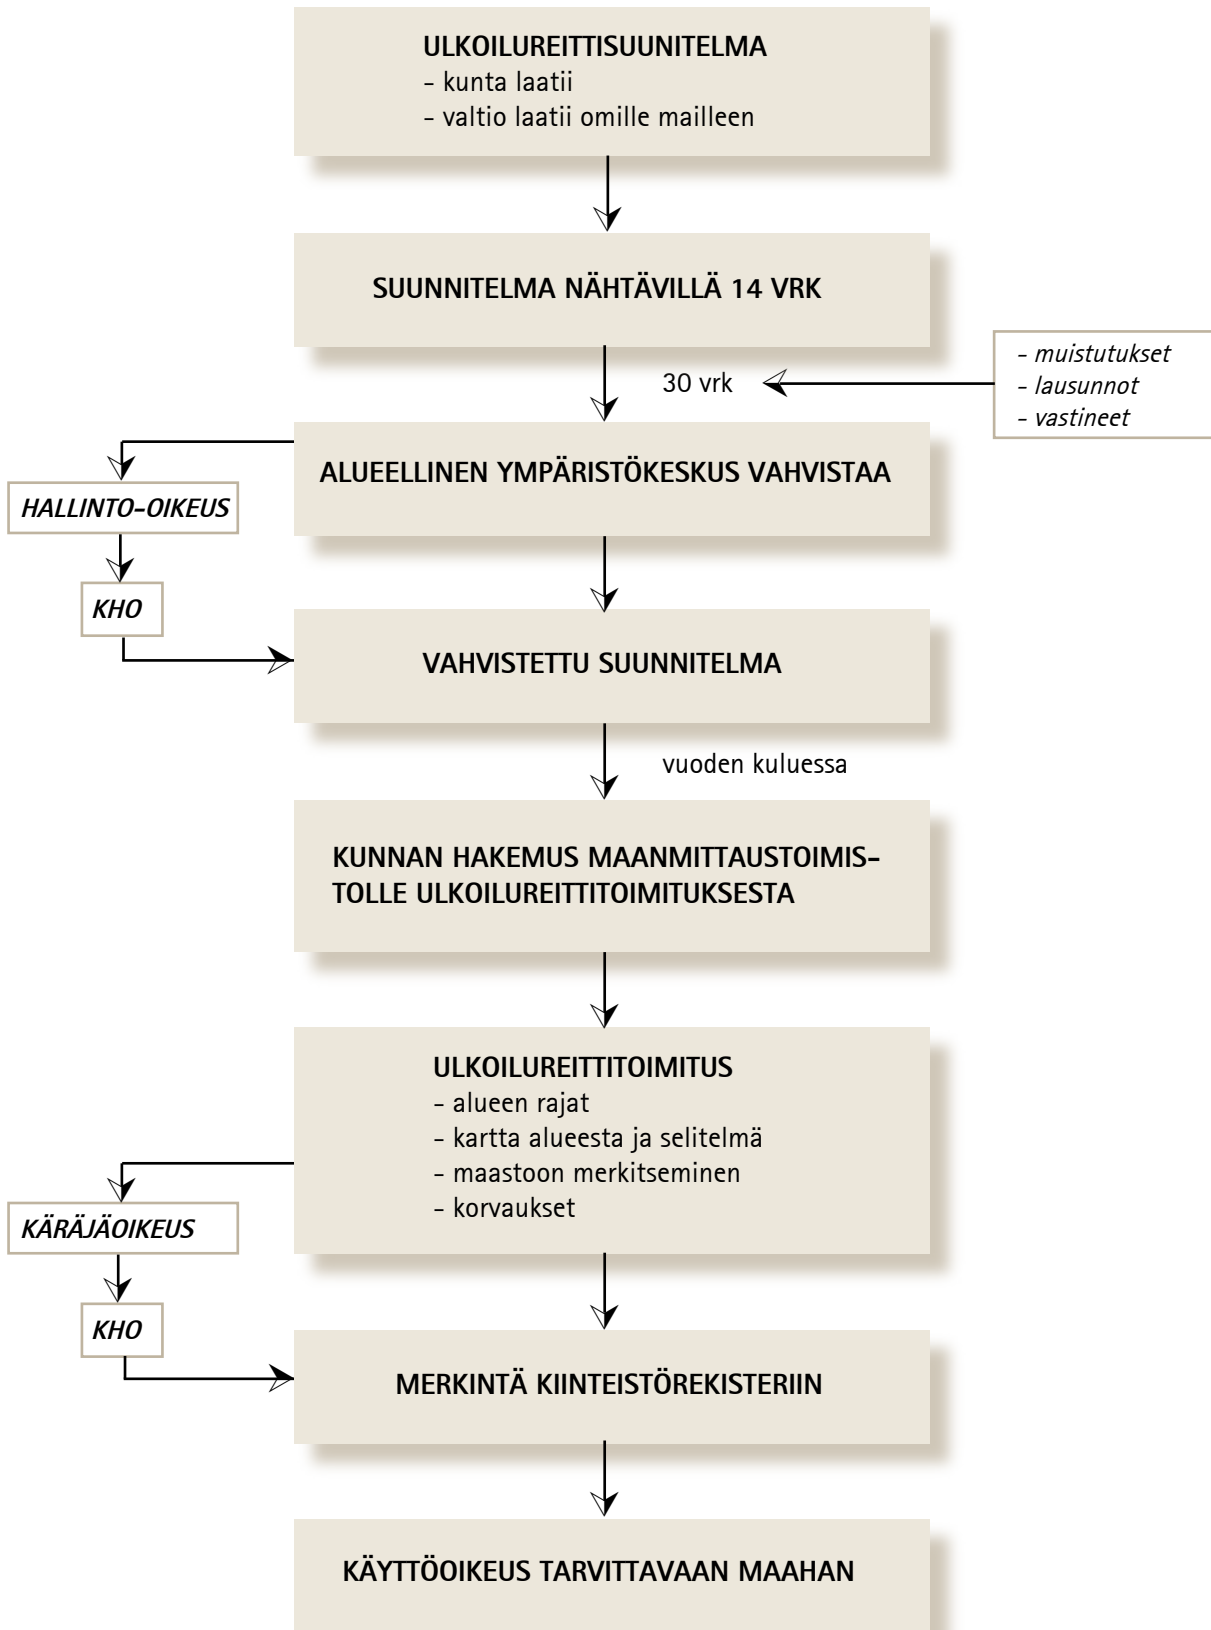 ULKOILUREITTISUUNITELMA
- kunta laatii
- valtio laatii omille mailleen
SUUNNITELMA NÄHTÄVILLÄ 14 VRK
30 vrk
- muistutukset
- lausunnot
- vastineet
ALUEELLINEN YMPÄRISTÖKESKUS VAHVISTAA
HALLINTO-OIKEUS
KHO
VAHVISTETTU SUUNNITELMA
vuoden kuluessa
KUNNAN HAKEMUS MAANMITTAUSTOIMIS-
TOLLE ULKOILUREITTITOIMITUKSESTA
ULKOILUREITTITOIMITUS
- alueen rajat
- kartta alueesta ja selitelmä
- maastoon merkitseminen
- korvaukset
KÄRÄJÄOIKEUS
KHO
MERKINTÄ KIINTEISTÖREKISTERIIN
KÄYTTÖOIKEUS TARVITTAVAAN MAAHAN